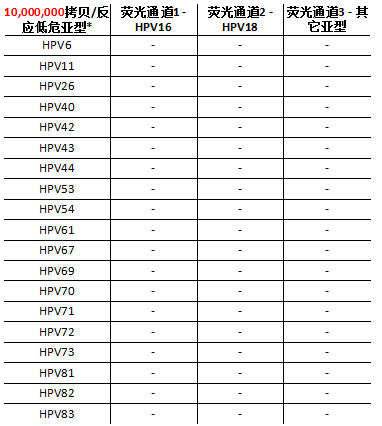 10,000,000拷贝/反 荧光通道1 - 荧光通道2 - 荧光通道3 - 其
应低危亚型* HPV16 HPV18 它亚型
HPV6 - - -
HPV11 - - -
HPV26 - - -
HPV40 - - -
HPV42 - - -
HPV43 - - -
HPV44 - - -
HPV53 - - -
HPV54 - - -
HPV61 - - -
HPV67 - - -
HPV69 - - -
HPV70 - - -
HPV71 - - -
HPV72 - - -
HPV73 - - -
HPV81 - - -
HPV82 - - -
HPV83 - - -